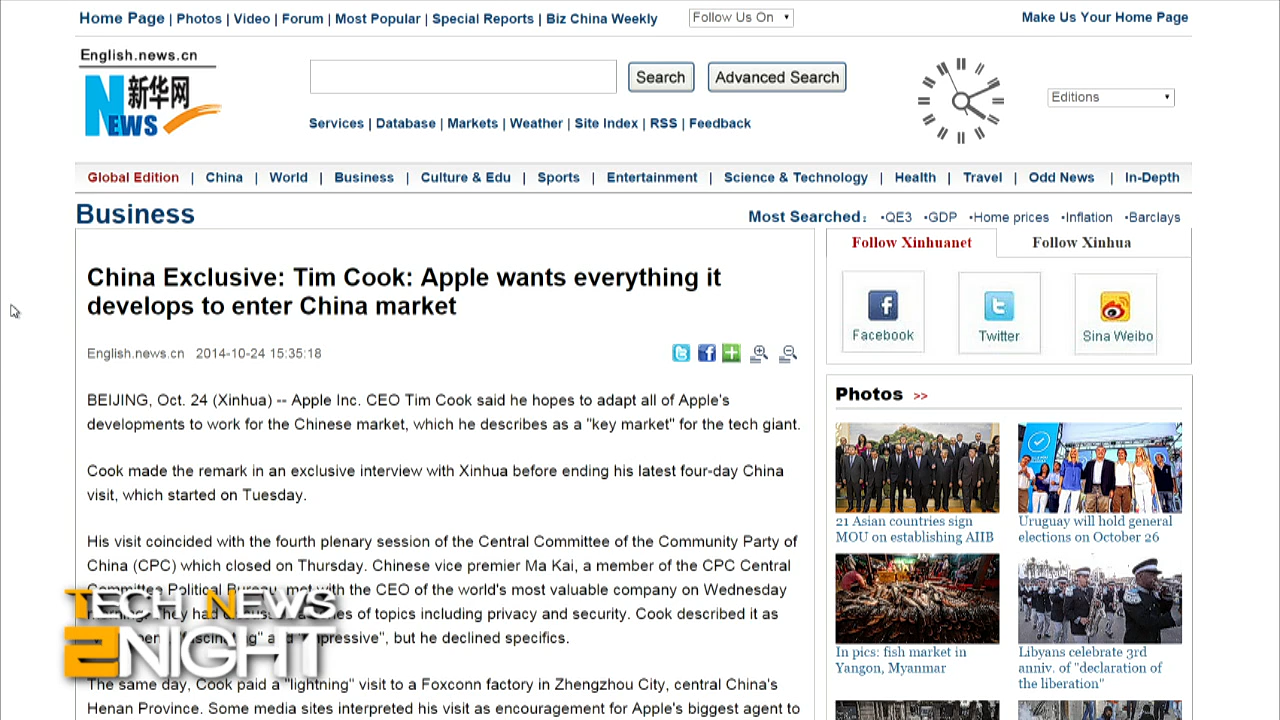 Home Page | Photos | Video | Forum | Most Popular | Special Reports | Biz China Weekly
Follow Us On
Make Us Your Home Page
English.news.cn
新华网
NEWS
Search
Advanced Search
Editions
Services | Database | Markets | Weather | Site Index | RSS | Feedback
Global Edition | China | World | Business | Culture & Edu | Sports | Entertainment | Science & Technology | Health | Travel | Odd News | In-Depth
Business
Most Searched: •QE3 •GDP •Home prices •Inflation •Barclays
China Exclusive: Tim Cook: Apple wants everything it
develops to enter China market
English.news.cn 2014-10-24 15:35:18
BEIJING, Oct. 24 (Xinhua) -- Apple Inc. CEO Tim Cook said he hopes to adapt all of Apple's
developments to work for the Chinese market, which he describes as a "key market" for the tech giant.
Cook made the remark in an exclusive interview with Xinhua before ending his latest four-day China
visit, which started on Tuesday.
His visit coincided with the fourth plenary session of the Central Committee of the Community Party of
China (CPC) which closed on Thursday. Chinese vice premier Ma Kai, a member of the CPC Central
Committee Political Bureau, met with the CEO of the world's most valuable company on Wednesday
of topics including privacy and security. Cook described it as
but he declined specifics.
The same day, Cook paid a "lightning" visit to a Foxconn factory in Zhengzhou City, central China's
Henan Province. Some media sites interpreted his visit as encouragement for Apple's biggest agent to
TECH NEWS
2NIGHT
Follow Xinhuanet
Follow Xinhua
Facebook
Twitter
Sina Weibo
Photos >>
21 Asian countries sign
MOU on establishing AIIB
Uruguay will hold general
elections on October 26
In pics: fish market in
Yangon, Myanmar
Libyans celebrate 3rd
anniv. of "declaration of
the liberation"